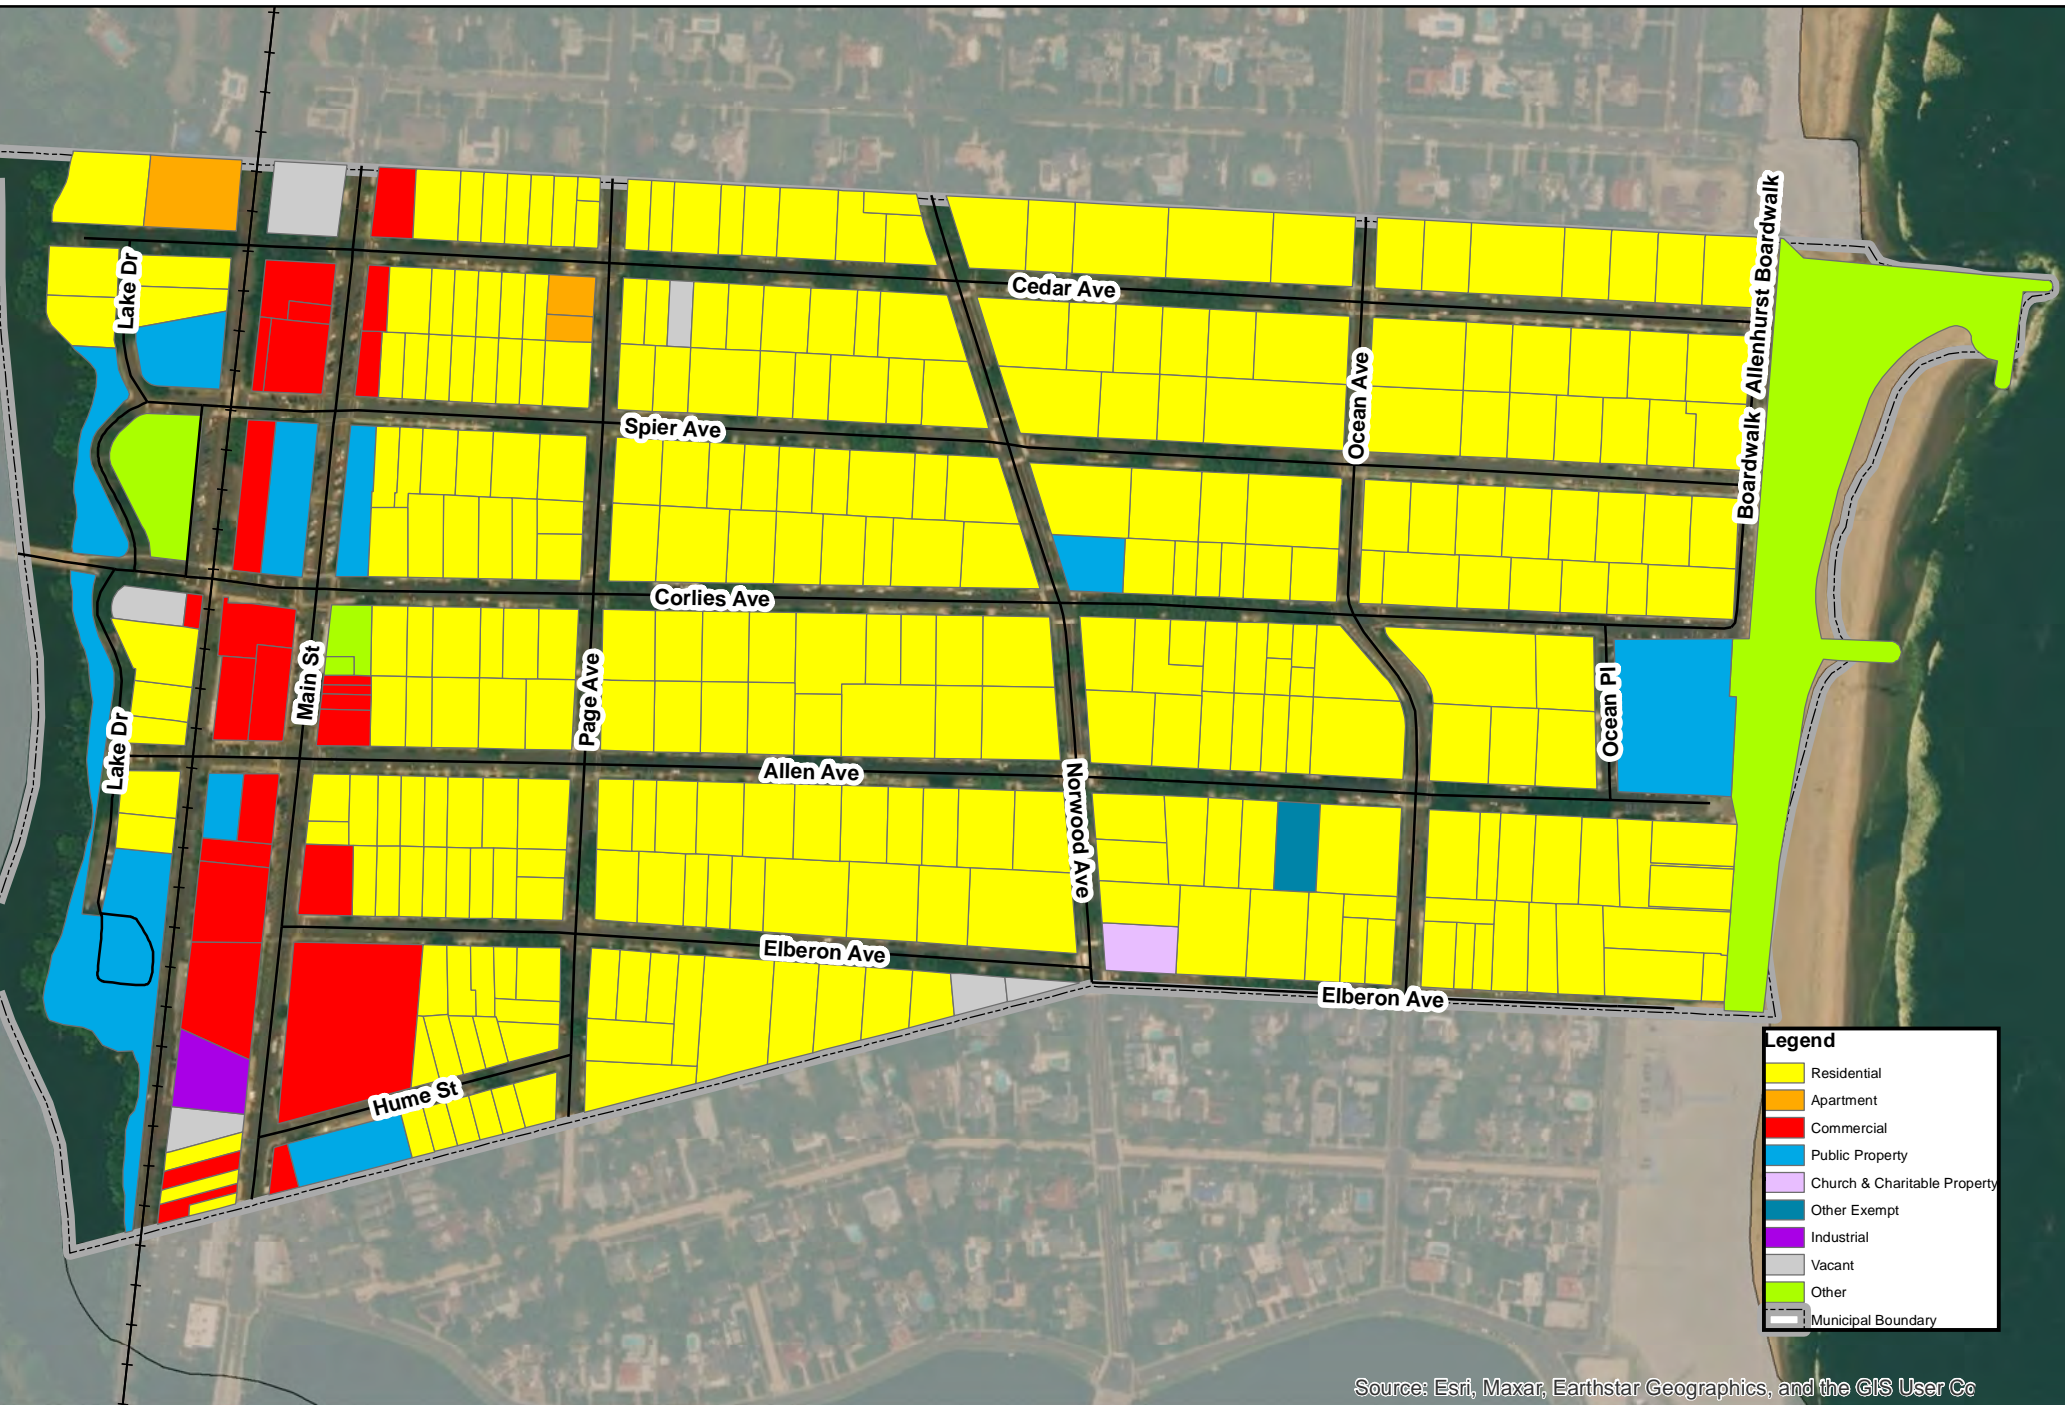 Cedar Ave
Lake Dr
Allenhurst Boardwalk
Ocean Ave
Spier Ave
Boardwalk
Corlies Ave
Main St
Page Ave
Ocean Pl
Lake Dr
Allen Ave
Norwood Ave
Elberon Ave
Elberon Ave
Hume St
Legend
Residential
Apartment
Commercial
Public Property
Church & Charitable Property
Other Exempt
Industrial
Vacant
Other
Municipal Boundary
Source: Esri, Maxar, Earthstar Geographics, and the GIS User Co